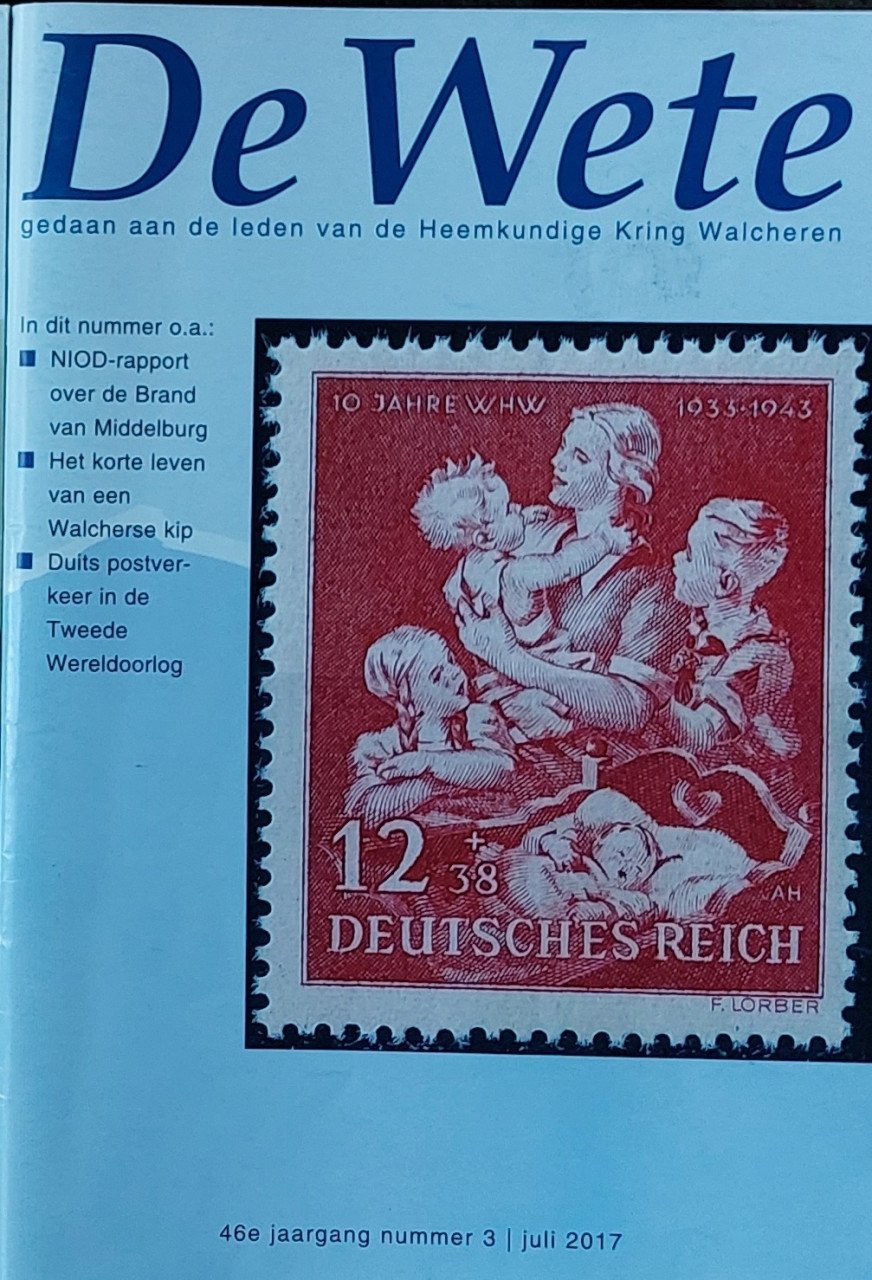 De Wete
gedaan aan de leden van de Heemkundige Kring Walcheren
In dit nummer o.a.:
NIOD-rapport
over de Brand
van Middelburg
Het korte leven
van een
Walcherse kip
Duits postver-
keer in de
Tweede
Wereldoorlog
10 JAHRE WHW 1933-1943
12 + 38
AH
DEUTSCHES REICH
F. LORBER
46e jaargang nummer 3 | juli 2017